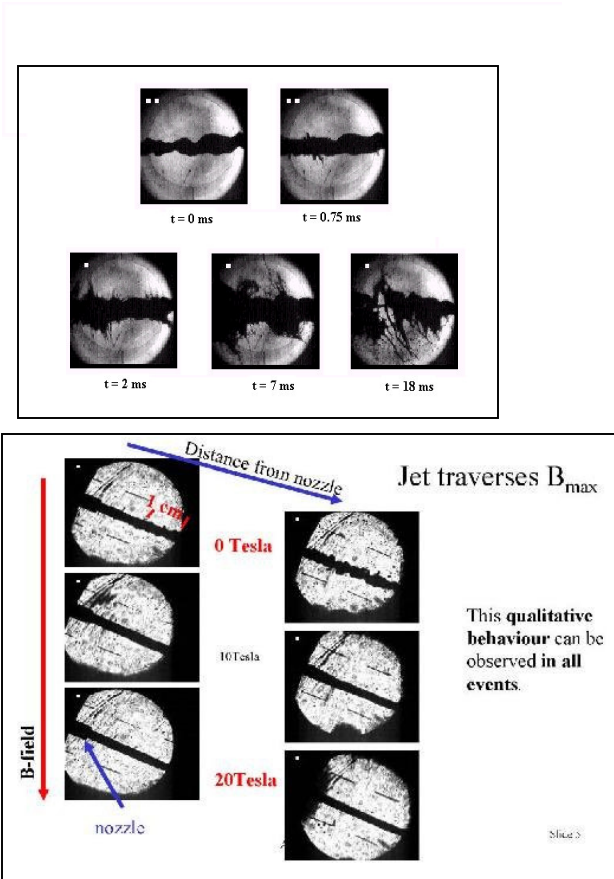 t = 0 ms
t = 0.75 ms
t = 2 ms
t = 7 ms
t = 18 ms
Distance from nozzle
Jet traverses Bmax
1 cm
0 Tesla
This qualitative
behaviour can be
observed in all
events.
10Tesla
B-field
20Tesla
nozzle
Slide 5